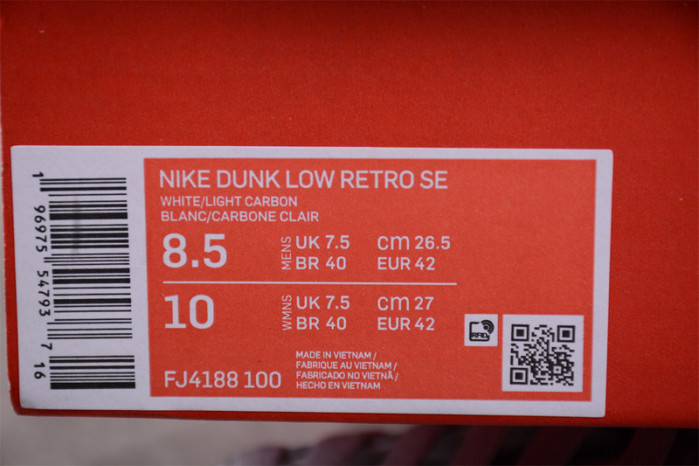 1 96975 54793 7 16
NIKE DUNK LOW RETRO SE
WHITE/LIGHT CARBON
BLANC/CARBONE CLAIR
8.5
MENS
UK 7.5 cm 26.5
BR 40 EUR 42
10
WMNS
UK 7.5 cm 27
BR 40 EUR 42
FJ4188 100
MADE IN VIETNAM /
FABRIQUE AU VIETNAM /
FABRICADO NO VIETNÃ /
HECHO EN VIETNAM